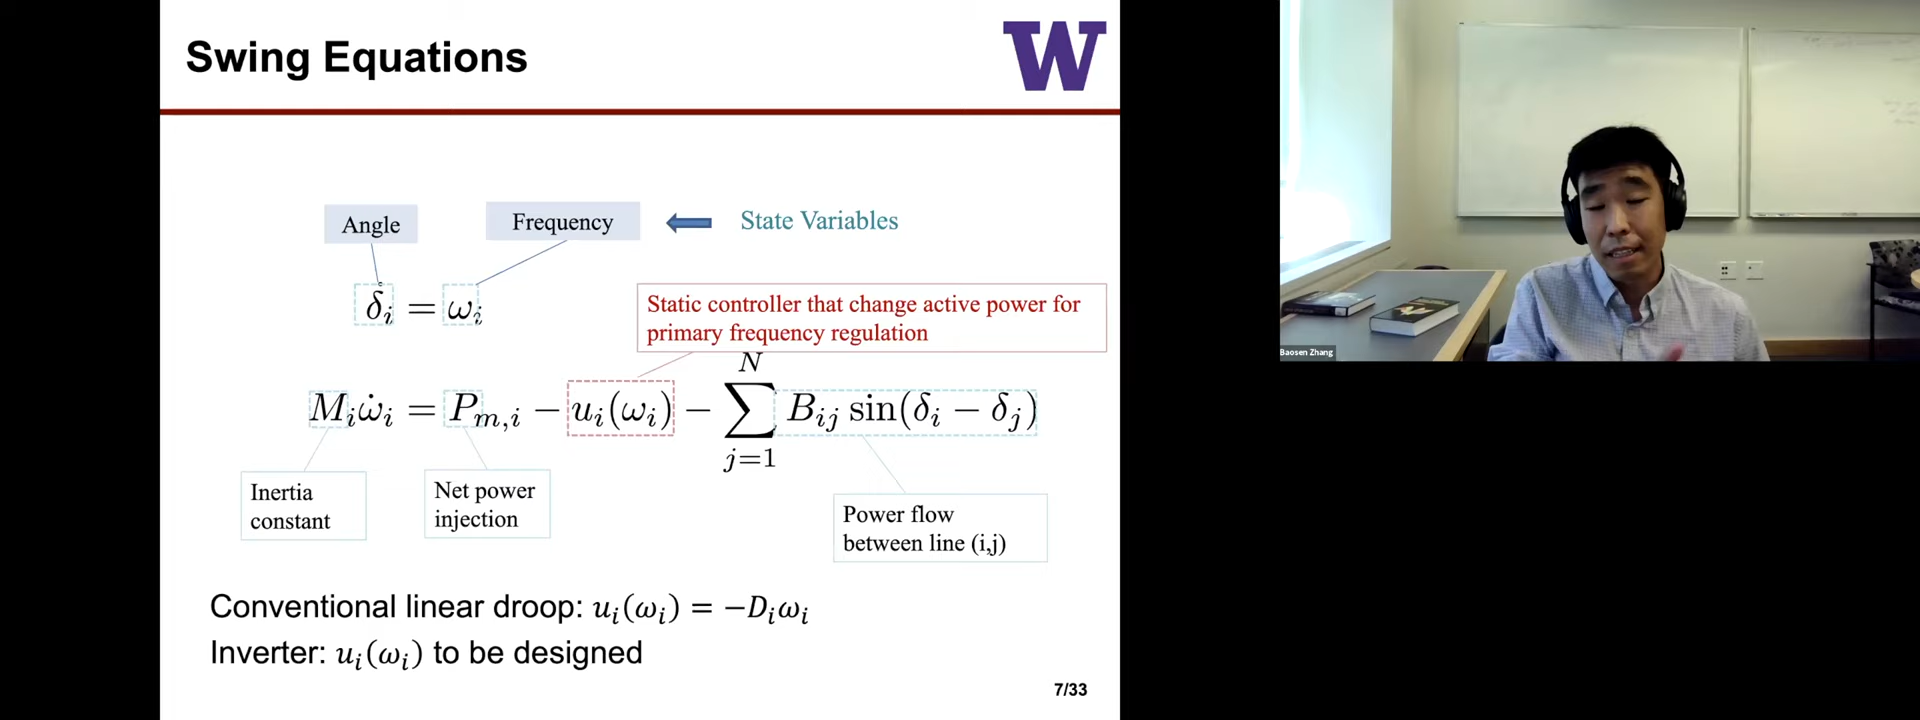 Swing Equations
W
Angle
Frequency
State Variables
δ̇ᵢ = ωᵢ
Static controller that change active power for
primary frequency regulation
Mᵢω̇ᵢ = Pₘ,ᵢ − uᵢ(ωᵢ) − ∑ⱼ₌₁ᴺ Bᵢⱼ sin(δᵢ − δⱼ)
Inertia
constant
Net power
injection
Power flow
between line (i,j)
Conventional linear droop: uᵢ(ωᵢ) = −Dᵢωᵢ
Inverter: uᵢ(ωᵢ) to be designed
7/33
Baosen Zhang